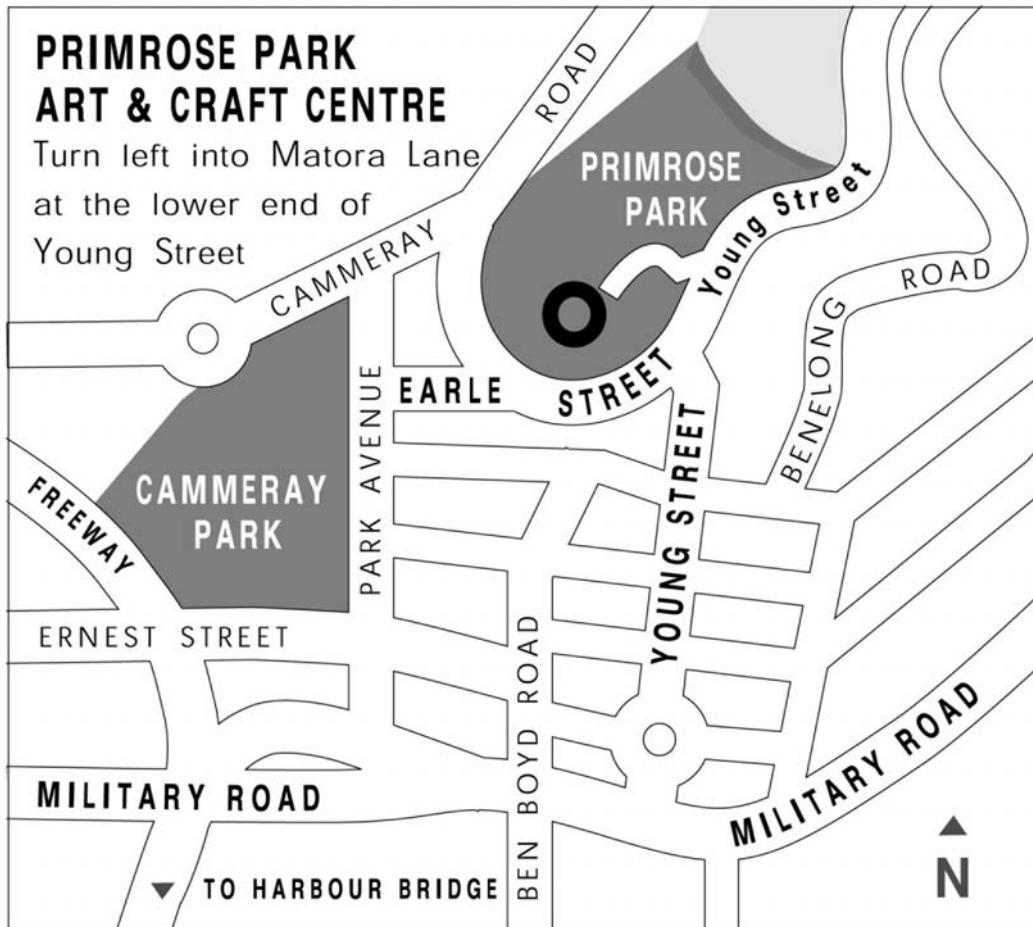 PRIMROSE PARK
ART & CRAFT CENTRE
Turn left into Matora Lane
at the lower end of
Young Street
ROAD
PRIMROSE
PARK
Young Street
CAMMERAY
BENELONG ROAD
PARK AVENUE
EARLE STREET
YOUNG STREET
CAMMERAY
PARK
FREEWAY
ERNEST STREET
BEN BOYD ROAD
MILITARY ROAD
MILITARY ROAD
TO HARBOUR BRIDGE
N